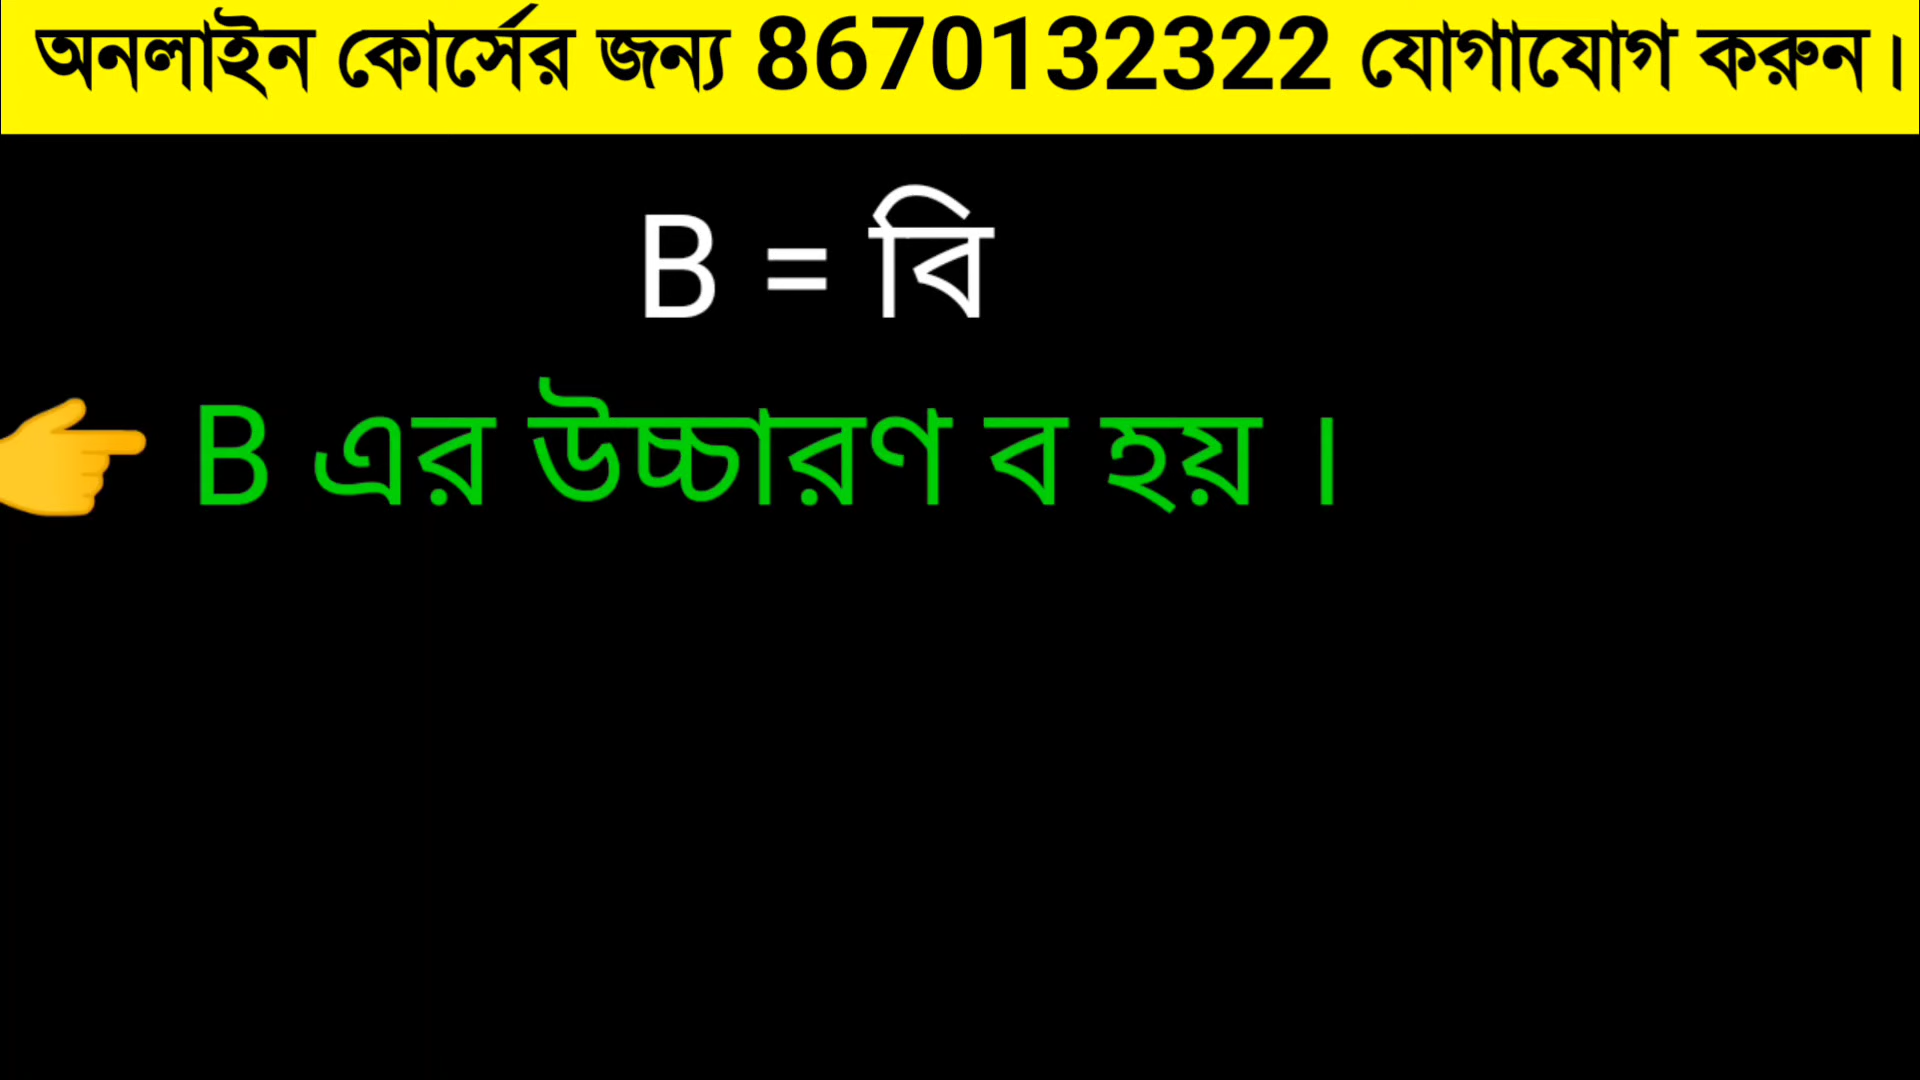 অনলাইন কোর্সের জন্য 8670132322 যোগাযোগ করুন।
B = বি
👉 B এর উচ্চারণ ব হয় ।